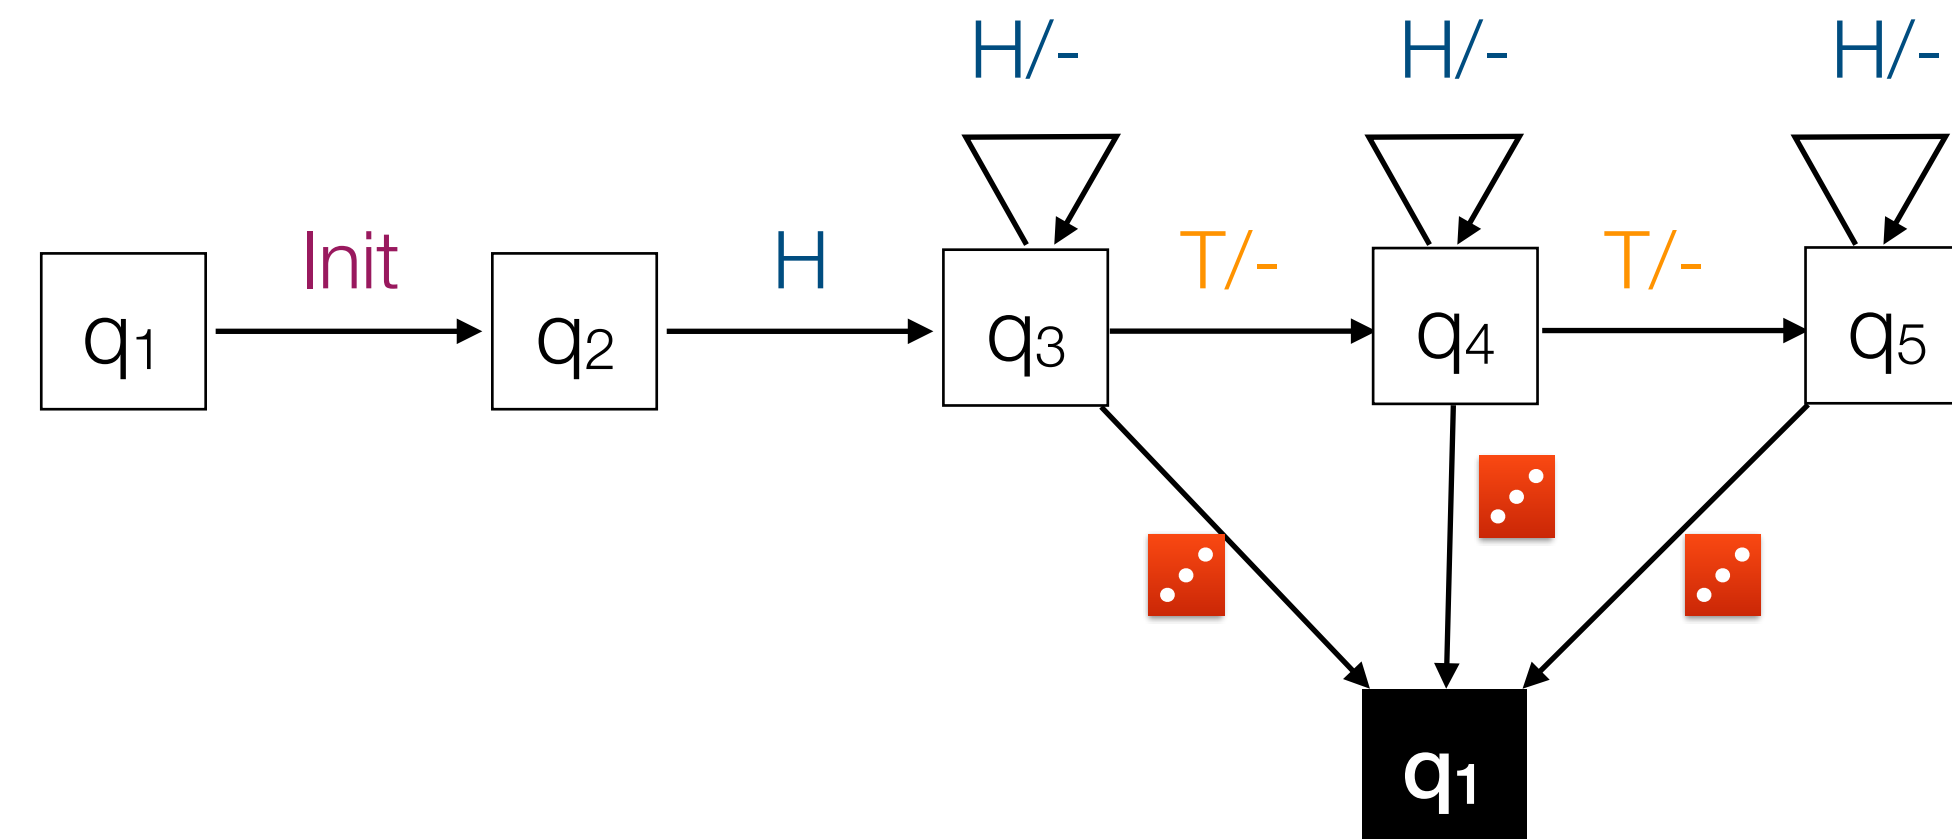 H/- H/- H/-
Init H T/- T/-
q1 q2 q3 q4 q5
q1